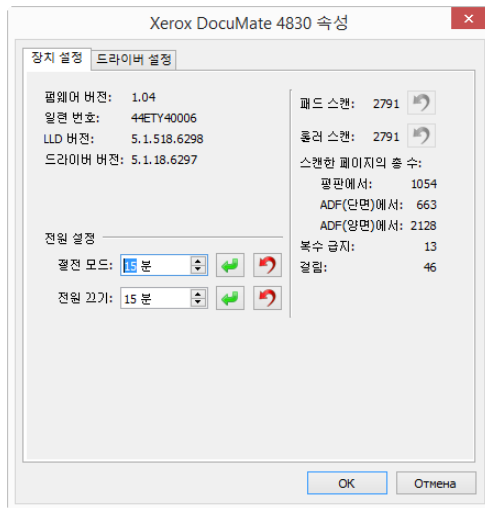 Xerox DocuMate 4830 속성
장치 설정 드라이버 설정
펌웨어 버전: 1.04
일련 번호: 44ETY40006
LLD 버전: 5.1.518.6298
드라이버 버전: 5.1.18.6297
패드 스캔: 2791
롤러 스캔: 2791
스캔한 페이지의 총 수:
평판에서: 1054
ADF(단면)에서: 663
ADF(양면)에서: 2128
복수 급지: 13
걸림: 46
전원 설정
절전 모드: 15 분
전원 끄기: 15 분
OK Отмена